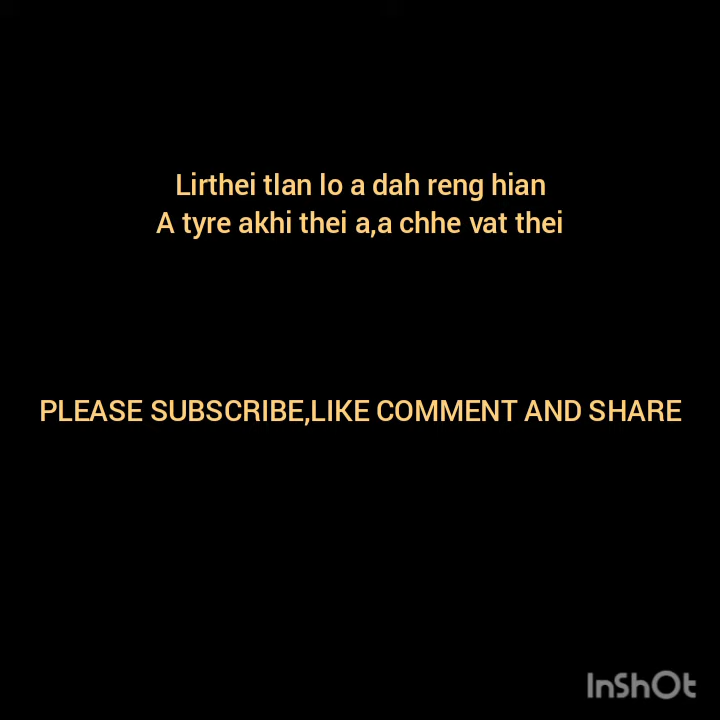 Lirthei tlan lo a dah reng hian
A tyre akhi thei a,a chhe vat thei
PLEASE SUBSCRIBE,LIKE COMMENT AND SHARE
InShOt